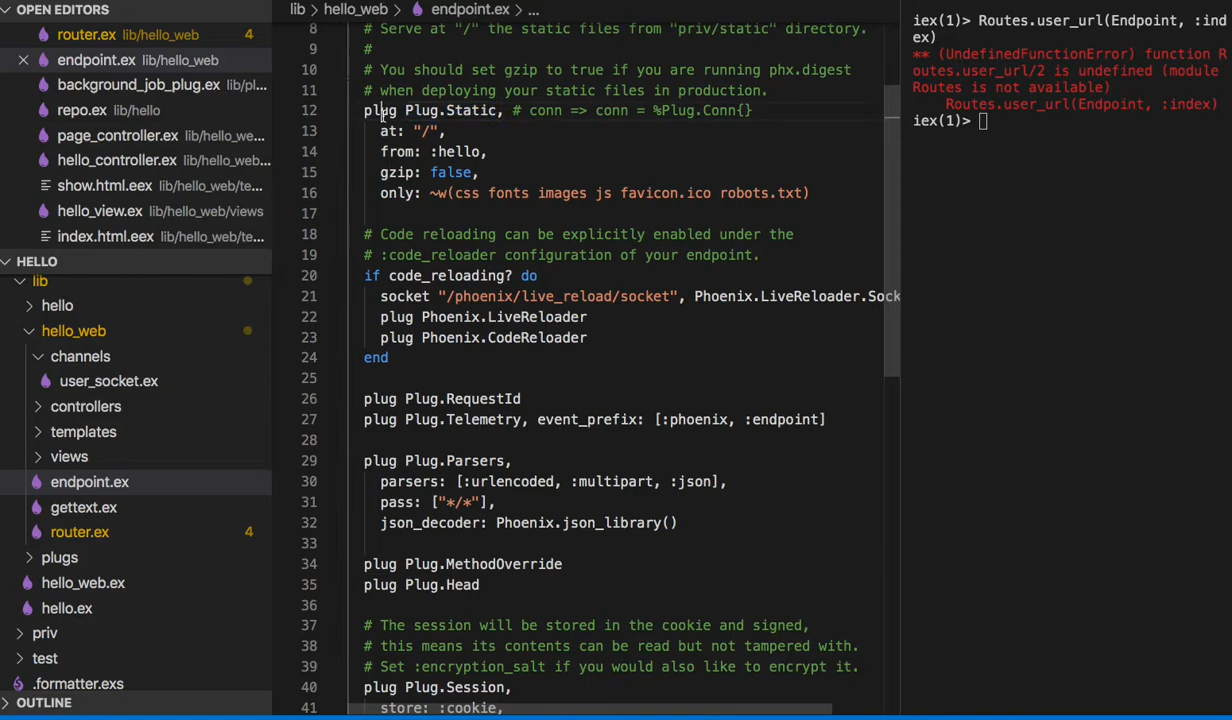 OPEN EDITORS
router.ex lib/hello_web 4
endpoint.ex lib/hello_web
background_job_plug.ex lib/pl...
repo.ex lib/hello
page_controller.ex lib/hello_w...
hello_controller.ex lib/hello_we...
show.html.eex lib/hello_web/te...
hello_view.ex lib/hello_web/views
index.html.eex lib/hello_web/te...
HELLO
lib
hello
hello_web
channels
user_socket.ex
controllers
templates
views
endpoint.ex
gettext.ex
router.ex 4
plugs
hello_web.ex
hello.ex
priv
test
.formatter.exs
OUTLINE
lib > hello_web > endpoint.ex > ...
8 # Serve at "/" the static files from "priv/static" directory.
9 #
10 # You should set gzip to true if you are running phx.digest
11 # when deploying your static files in production.
12 plug Plug.Static, # conn => conn = %Plug.Conn{}
13 at: "/",
14 from: :hello,
15 gzip: false,
16 only: ~w(css fonts images js favicon.ico robots.txt)
17
18 # Code reloading can be explicitly enabled under the
19 # :code_reloader configuration of your endpoint.
20 if code_reloading? do
21 socket "/phoenix/live_reload/socket", Phoenix.LiveReloader.Sock
22 plug Phoenix.LiveReloader
23 plug Phoenix.CodeReloader
24 end
25
26 plug Plug.RequestId
27 plug Plug.Telemetry, event_prefix: [:phoenix, :endpoint]
28
29 plug Plug.Parsers,
30 parsers: [:urlencoded, :multipart, :json],
31 pass: ["*/*"],
32 json_decoder: Phoenix.json_library()
33
34 plug Plug.MethodOverride
35 plug Plug.Head
36
37 # The session will be stored in the cookie and signed,
38 # this means its contents can be read but not tampered with.
39 # Set :encryption_salt if you would also like to encrypt it.
40 plug Plug.Session,
41 store: :cookie,
iex(1)> Routes.user_url(Endpoint, :ind
ex)
** (UndefinedFunctionError) function R
outes.user_url/2 is undefined (module
Routes is not available)
Routes.user_url(Endpoint, :index)
iex(1)>